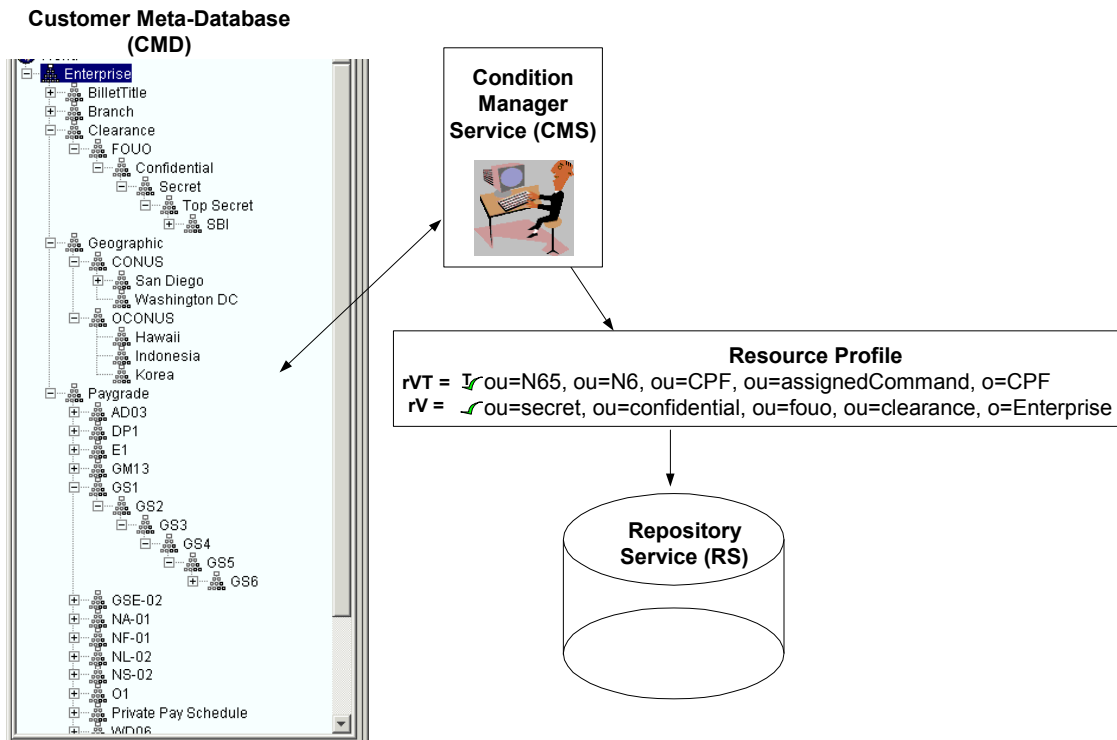 Customer Meta-Database
(CMD)
Enterprise
BilletTitle
Branch
Clearance
FOUO
Confidential
Secret
Top Secret
SBI
Geographic
CONUS
San Diego
Washington DC
OCONUS
Hawaii
Indonesia
Korea
Paygrade
AD03
DP1
E1
GM13
GS1
GS2
GS3
GS4
GS5
GS6
GSE-02
NA-01
NF-01
NL-02
NS-02
O1
Private Pay Schedule
WD06
Condition
Manager
Service (CMS)
Resource Profile
rVT = T ou=N65, ou=N6, ou=CPF, ou=assignedCommand, o=CPF
rV = ou=secret, ou=confidential, ou=fouo, ou=clearance, o=Enterprise
Repository
Service (RS)